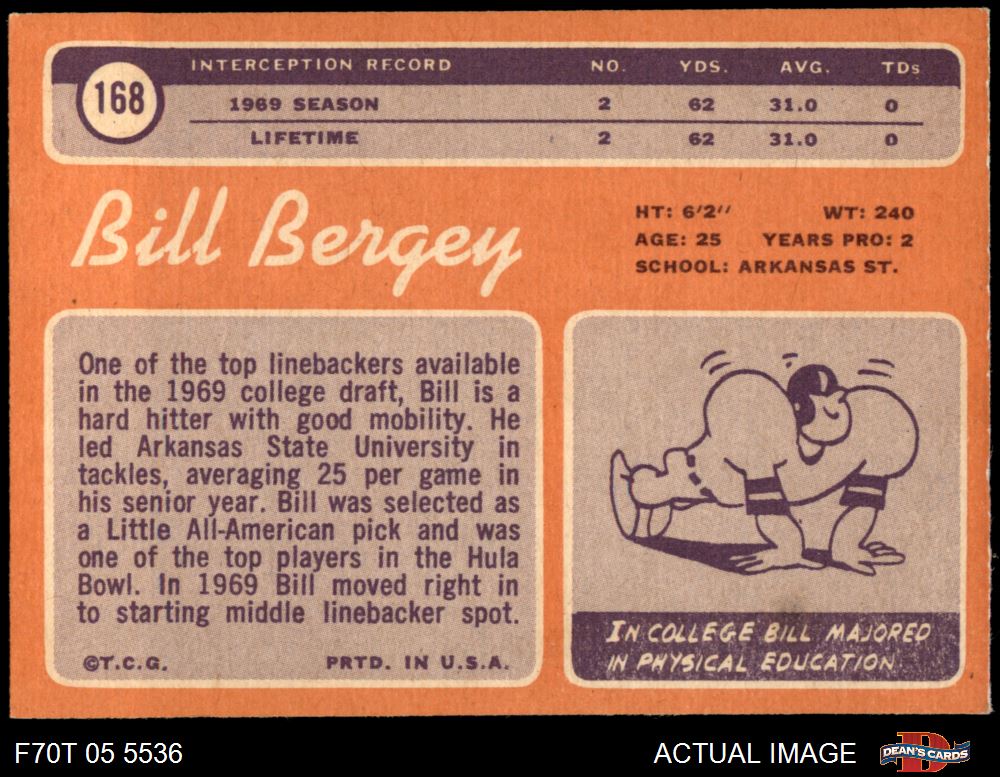 INTERCEPTION RECORD NO. YDS. AVG. TDs
168
1969 SEASON 2 62 31.0 0
LIFETIME 2 62 31.0 0
Bill Bergey
HT: 6'2" WT: 240
AGE: 25 YEARS PRO: 2
SCHOOL: ARKANSAS ST.
One of the top linebackers available
in the 1969 college draft, Bill is a
hard hitter with good mobility. He
led Arkansas State University in
tackles, averaging 25 per game in
his senior year. Bill was selected as
a Little All-American pick and was
one of the top players in the Hula
Bowl. In 1969 Bill moved right in
to starting middle linebacker spot.
©T.C.G. PRTD. IN U.S.A.
IN COLLEGE BILL MAJORED
IN PHYSICAL EDUCATION
F70T 05 5536 ACTUAL IMAGE
D
DEAN'S CARDS